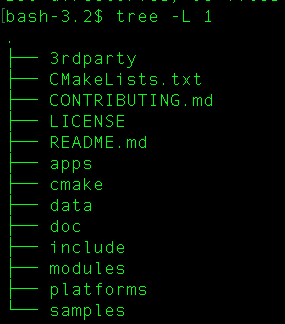 [bash-3.2$ tree -L 1
.
├── 3rdparty
├── CMakeLists.txt
├── CONTRIBUTING.md
├── LICENSE
├── README.md
├── apps
├── cmake
├── data
├── doc
├── include
├── modules
├── platforms
└── samples